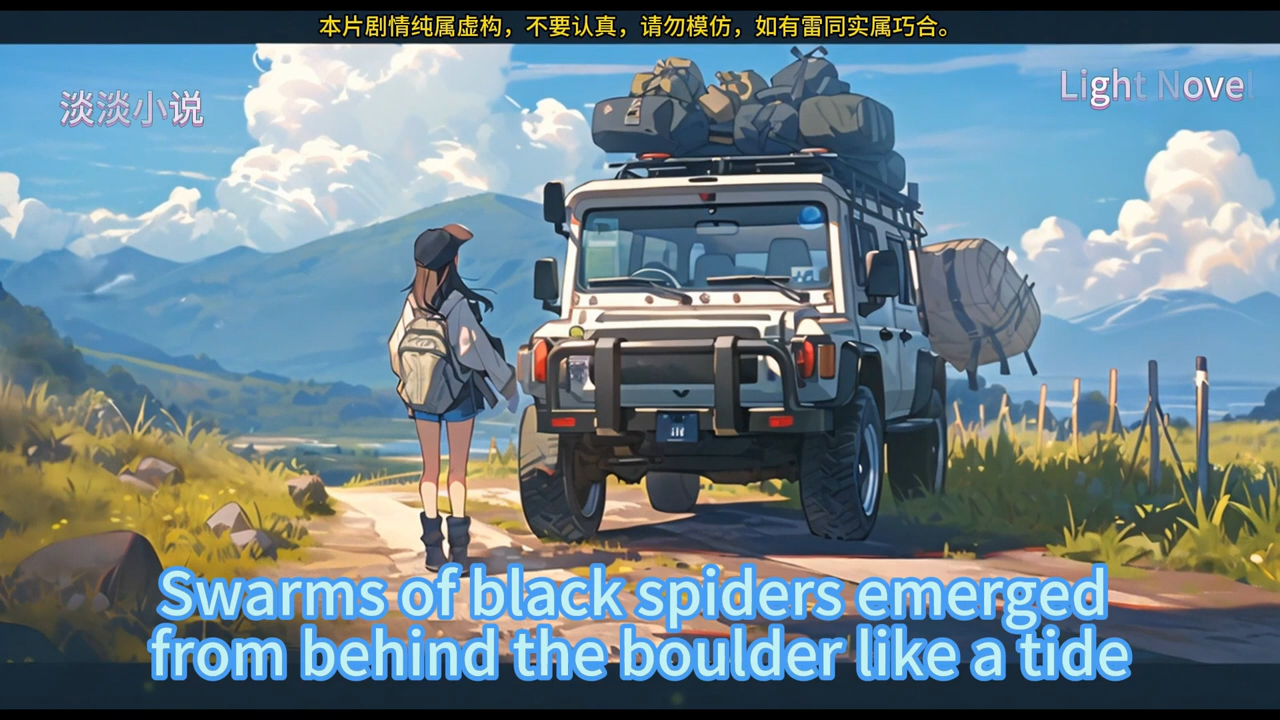 本片剧情纯属虚构，不要认真，请勿模仿，如有雷同实属巧合。
淡淡小说
Light Novel
Swarms of black spiders emerged
from behind the boulder like a tide